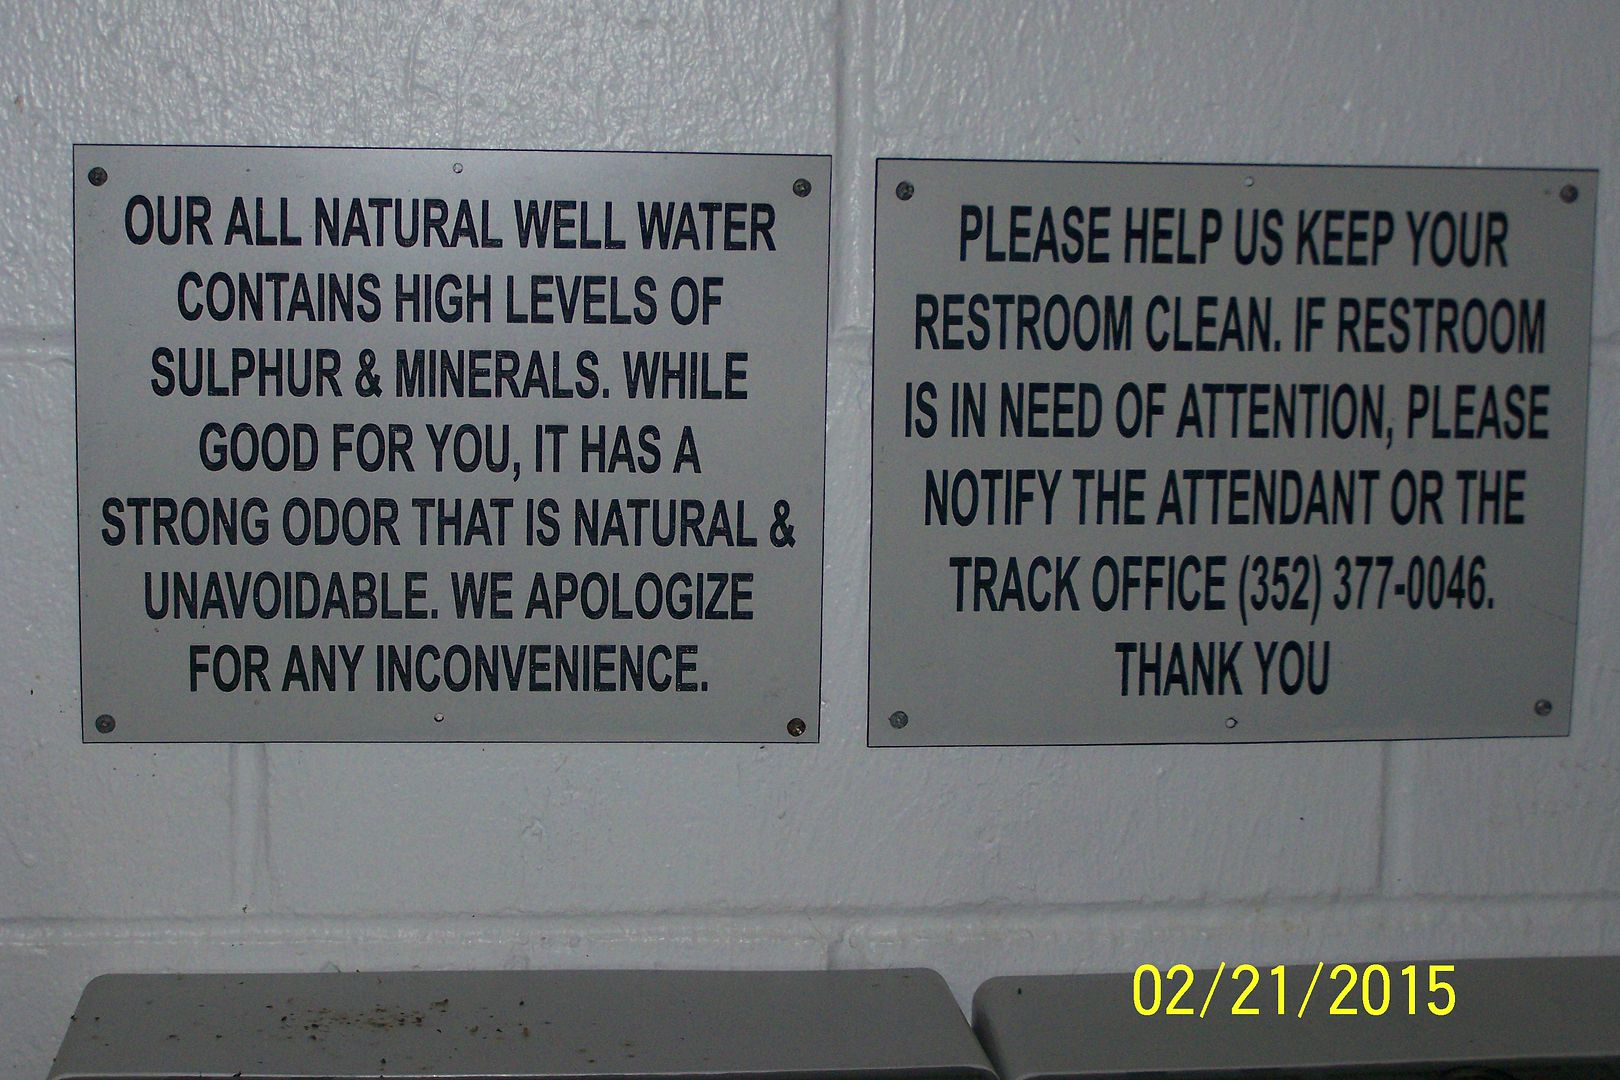 OUR ALL NATURAL WELL WATER
CONTAINS HIGH LEVELS OF
SULPHUR & MINERALS. WHILE
GOOD FOR YOU, IT HAS A
STRONG ODOR THAT IS NATURAL &
UNAVOIDABLE. WE APOLOGIZE
FOR ANY INCONVENIENCE.
PLEASE HELP US KEEP YOUR
RESTROOM CLEAN. IF RESTROOM
IS IN NEED OF ATTENTION, PLEASE
NOTIFY THE ATTENDANT OR THE
TRACK OFFICE (352) 377-0046.
THANK YOU
02/21/2015